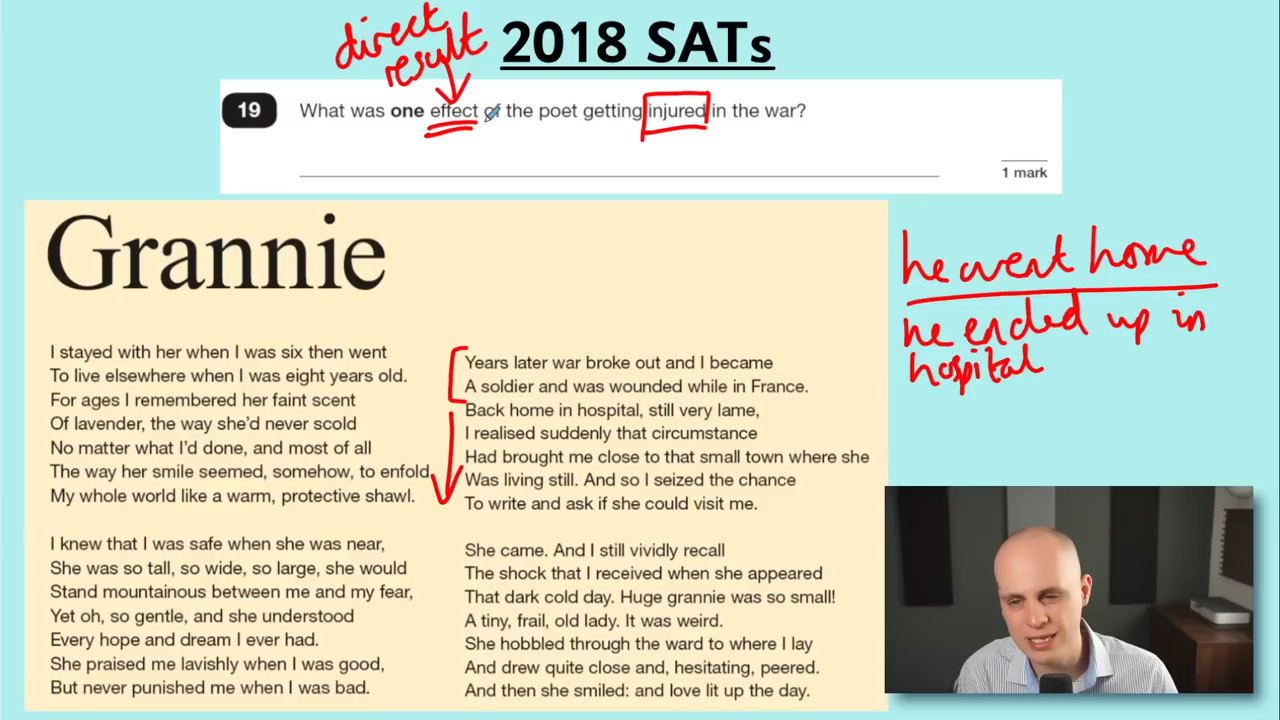 direct
result
2018 SATs
19 What was one effect of the poet getting injured in the war?
1 mark
Grannie
I stayed with her when I was six then went
To live elsewhere when I was eight years old.
For ages I remembered her faint scent
Of lavender, the way she'd never scold
No matter what I'd done, and most of all
The way her smile seemed, somehow, to enfold
My whole world like a warm, protective shawl.
I knew that I was safe when she was near,
She was so tall, so wide, so large, she would
Stand mountainous between me and my fear,
Yet oh, so gentle, and she understood
Every hope and dream I ever had.
She praised me lavishly when I was good,
But never punished me when I was bad.
Years later war broke out and I became
A soldier and was wounded while in France.
Back home in hospital, still very lame,
I realised suddenly that circumstance
Had brought me close to that small town where she
Was living still. And so I seized the chance
To write and ask if she could visit me.
She came. And I still vividly recall
The shock that I received when she appeared
That dark cold day. Huge grannie was so small!
A tiny, frail, old lady. It was weird.
She hobbled through the ward to where I lay
And drew quite close and, hesitating, peered.
And then she smiled: and love lit up the day.
he went home
he ended up in
hospital